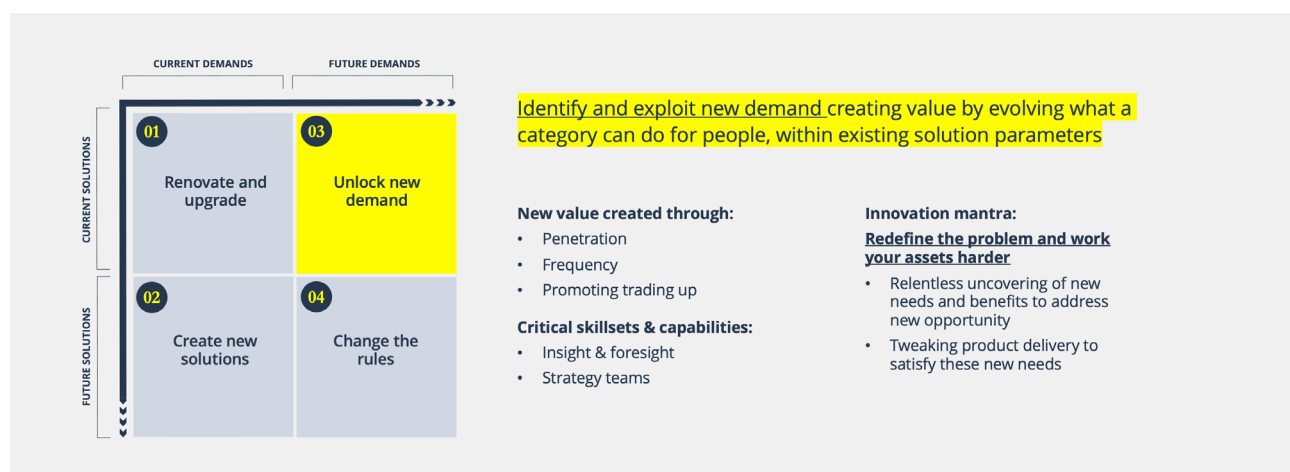 CURRENT DEMANDS
FUTURE DEMANDS
CURRENT SOLUTIONS
FUTURE SOLUTIONS
01
Renovate and
upgrade
03
Unlock new
demand
02
Create new
solutions
04
Change the
rules
Identify and exploit new demand creating value by evolving what a
category can do for people, within existing solution parameters
New value created through:
• Penetration
• Frequency
• Promoting trading up
Critical skillsets & capabilities:
• Insight & foresight
• Strategy teams
Innovation mantra:
Redefine the problem and work
your assets harder
• Relentless uncovering of new
needs and benefits to address
new opportunity
• Tweaking product delivery to
satisfy these new needs